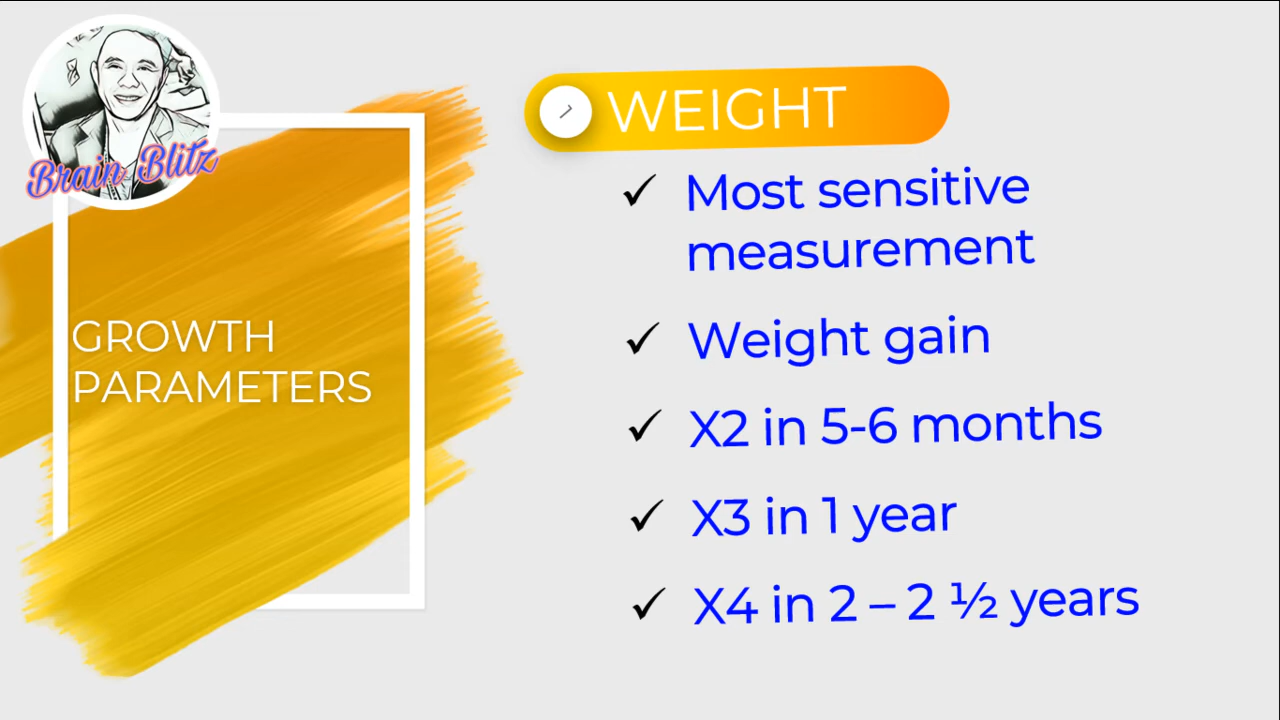 Brain Blitz
GROWTH
PARAMETERS
WEIGHT
✓ Most sensitive
measurement
✓ Weight gain
✓ X2 in 5-6 months
✓ X3 in 1 year
✓ X4 in 2 – 2 ½ years